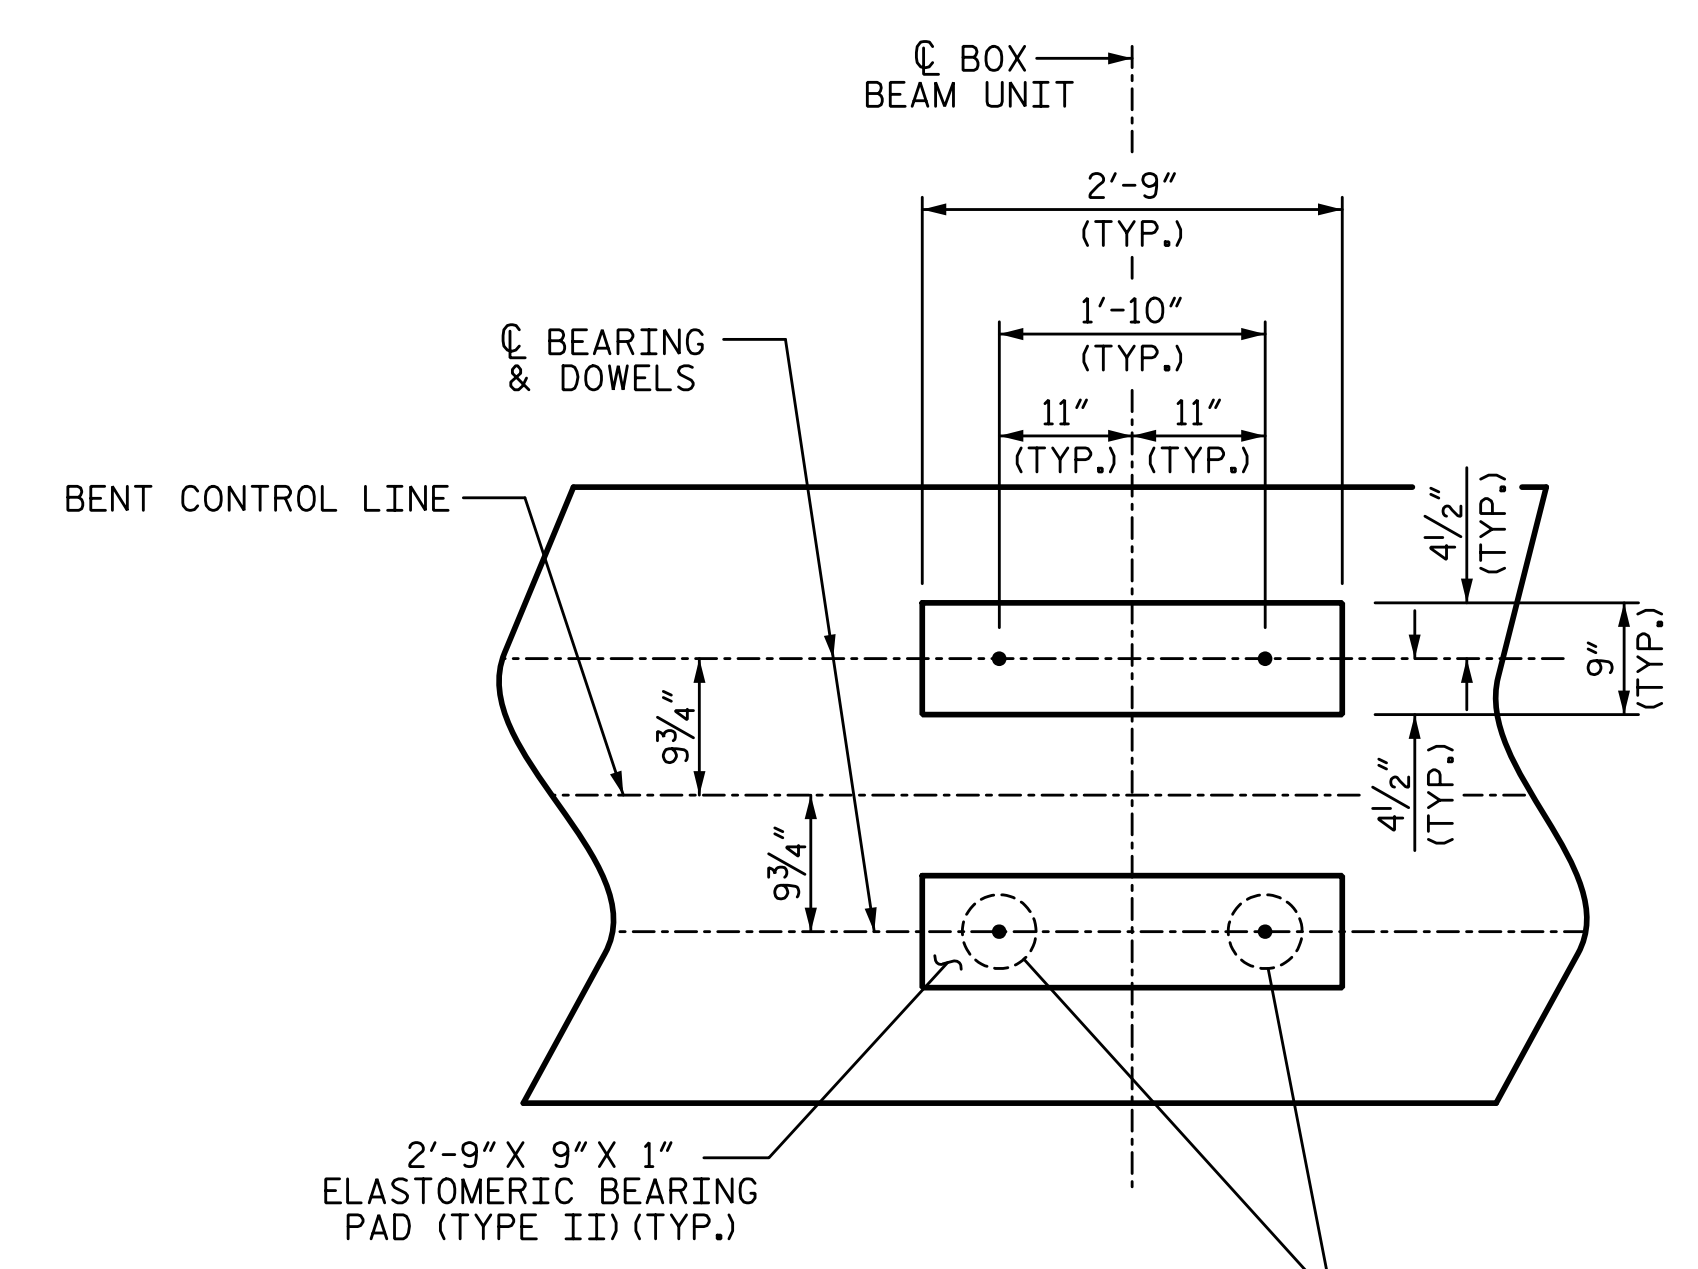 ℄ BOX
BEAM UNIT
2'-9"
(TYP.)
1'-10"
(TYP.)
11"
(TYP.)
11"
(TYP.)
℄ BEARING
& DOWELS
BENT CONTROL LINE
4½"
(TYP.)
9"
(TYP.)
9¾"
4½"
(TYP.)
9¾"
2'-9" X 9" X 1"
ELASTOMERIC BEARING
PAD (TYPE II)(TYP.)